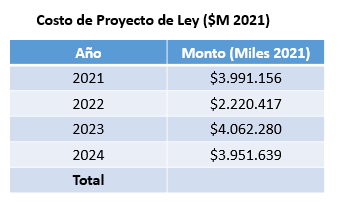 Costo de Proyecto de Ley ($M 2021)
Año Monto (Miles 2021)
2021 $3.991.156
2022 $2.220.417
2023 $4.062.280
2024 $3.951.639
Total